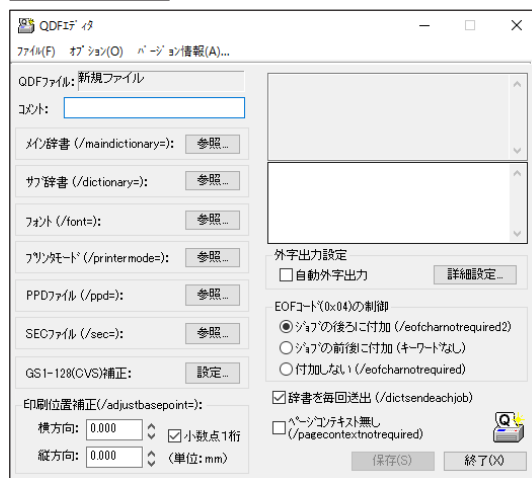 QDFｴﾃﾞｨﾀ
ﾌｧｲﾙ(F) ｵﾌﾟｼｮﾝ(O) ﾊﾞｰｼﾞｮﾝ情報(A)...
QDFﾌｧｲﾙ: 新規ファイル
ｺﾒﾝﾄ:
ﾒｲﾝ辞書 (/maindictionary=): 参照...
ｻﾌﾞ辞書 (/dictionary=): 参照...
ﾌｫﾝﾄ (/font=): 参照...
ﾌﾟﾘﾝﾀﾓｰﾄﾞ (/printermode=): 参照...
PPDﾌｧｲﾙ (/ppd=): 参照...
SECﾌｧｲﾙ (/sec=): 参照...
GS1-128(CVS)補正: 設定...
印刷位置補正(/adjustbasepoint=):
横方向: 0.000 小数点1桁
縦方向: 0.000 (単位: mm)
外字出力設定
自動外字出力 詳細設定...
EOFｺｰﾄﾞ(0x04)の制御
ｼﾞｮﾌﾞの後ろに付加 (/eofcharnotrequired2)
ｼﾞｮﾌﾞの前後に付加 (ｷｰﾜｰﾄﾞなし)
付加しない (/eofcharnotrequired)
辞書を毎回送出 (/dictsendeachjob)
ﾍﾟｰｼﾞｺﾝﾃｷｽﾄ無し
(/pagecontextnotrequired)
Q
保存(S) 終了(X)